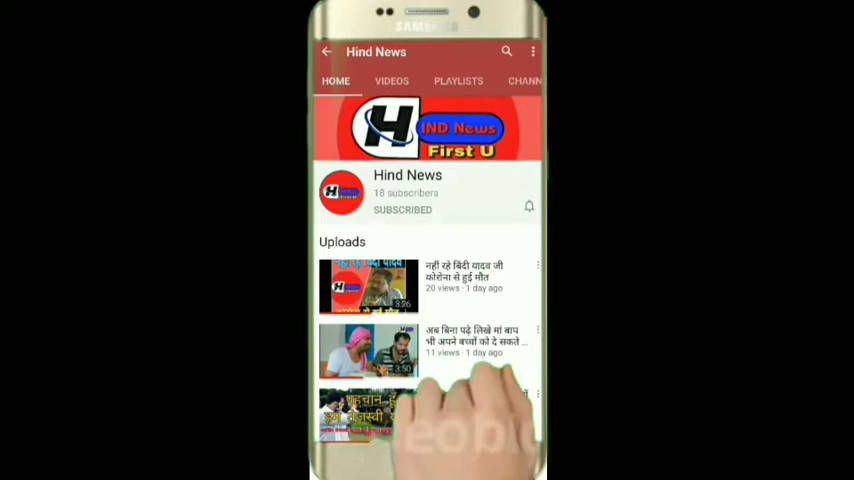 SAMSUNG
Hind News
HOME VIDEOS PLAYLISTS CHANN
H IND News
First U
Hind News
18 subscribers
SUBSCRIBED
Uploads
नहीं रहे बिंदी यादव जी
कोरोना से हुई मौत
20 views · 1 day ago
3:26
अब बिना पढ़े लिखे मां बाप
भी अपने बच्चों को दे सकते ...
11 views · 1 day ago
3:50